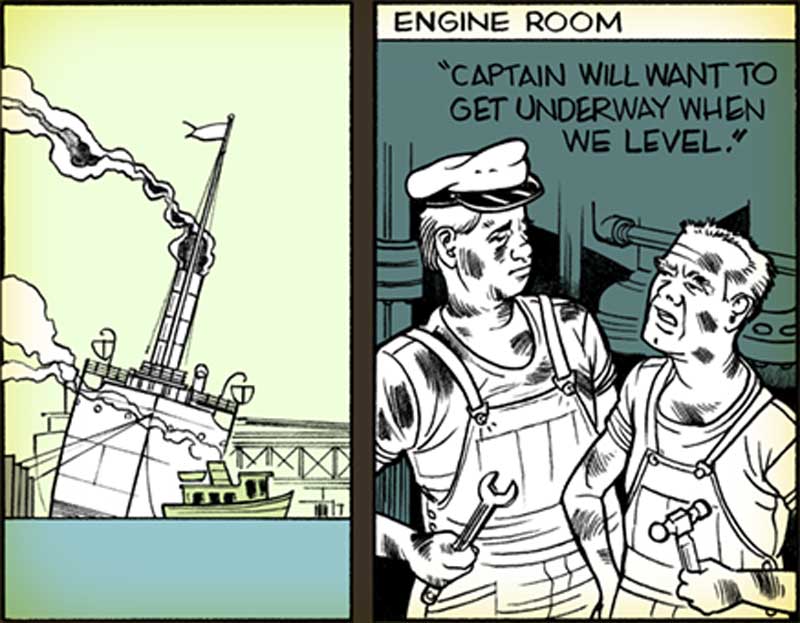 ENGINE ROOM
"CAPTAIN WILL WANT TO
GET UNDERWAY WHEN
WE LEVEL."